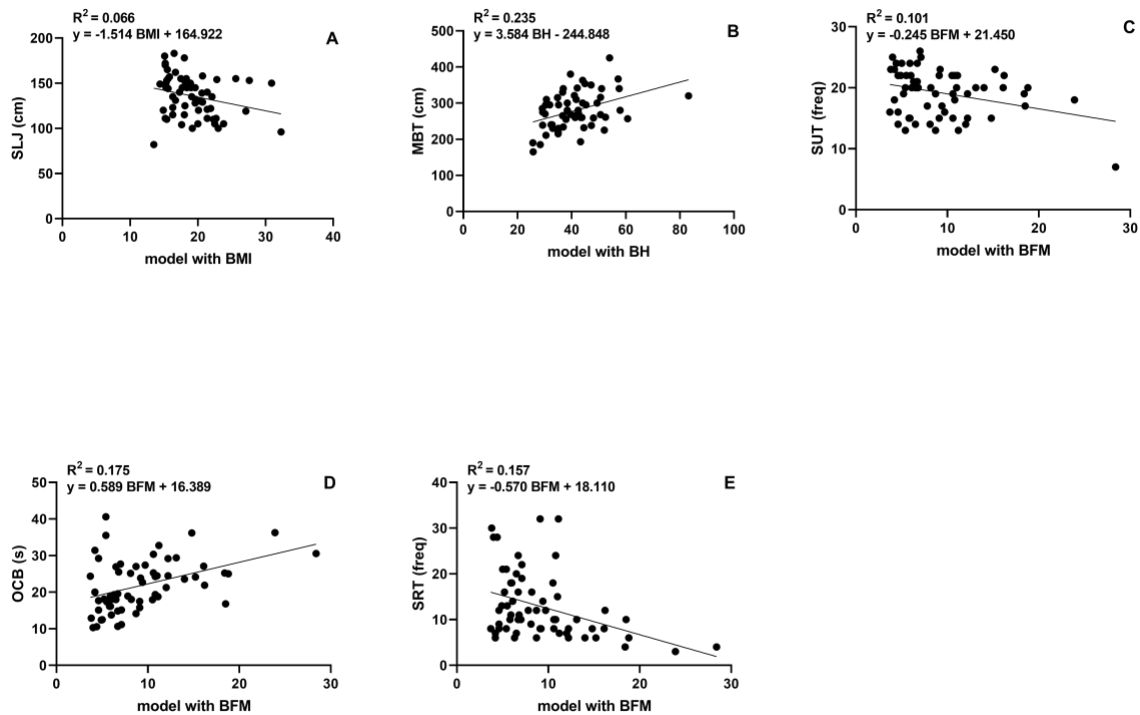 R² = 0.066
y = -1.514 BMI + 164.922
A
200
150
100
50
0
SLJ (cm)
0 10 20 30 40
model with BMI
R² = 0.235
y = 3.584 BH - 244.848
B
500
400
300
200
100
0
MBT (cm)
0 20 40 60 80 100
model with BH
R² = 0.101
y = -0.245 BFM + 21.450
C
30
20
10
0
SUT (freq)
0 10 20 30
model with BFM
R² = 0.175
y = 0.589 BFM + 16.389
D
50
40
30
20
10
0
OCB (s)
0 10 20 30
model with BFM
R² = 0.157
y = -0.570 BFM + 18.110
E
40
30
20
10
0
SRT (freq)
0 10 20 30
model with BFM